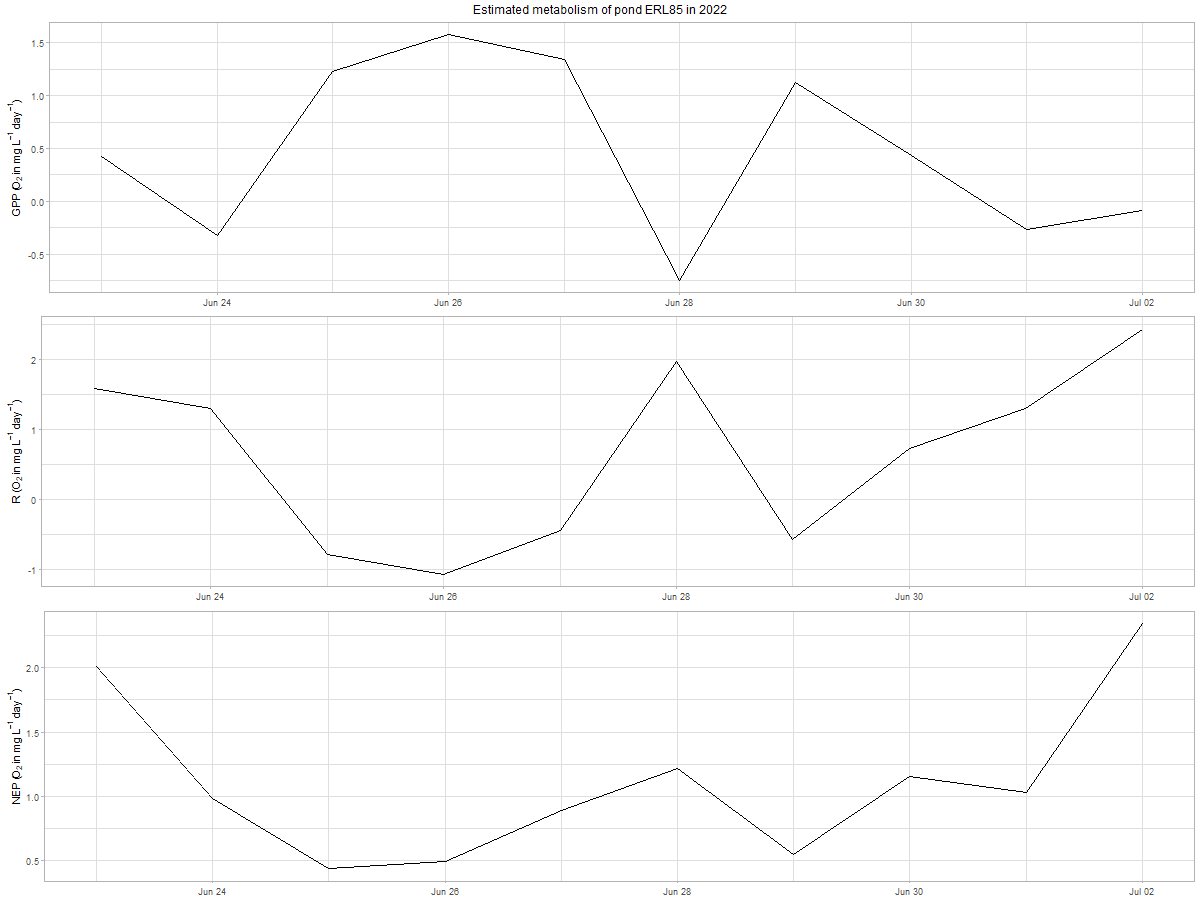 Estimated metabolism of pond ERL85 in 2022
GPP (O₂ in mg L⁻¹ day⁻¹)
1.5
1.0
0.5
0.0
-0.5
Jun 24 Jun 26 Jun 28 Jun 30 Jul 02
R (O₂ in mg L⁻¹ day⁻¹)
2
1
0
-1
Jun 24 Jun 26 Jun 28 Jun 30 Jul 02
NEP (O₂ in mg L⁻¹ day⁻¹)
2.0
1.5
1.0
0.5
Jun 24 Jun 26 Jun 28 Jun 30 Jul 02